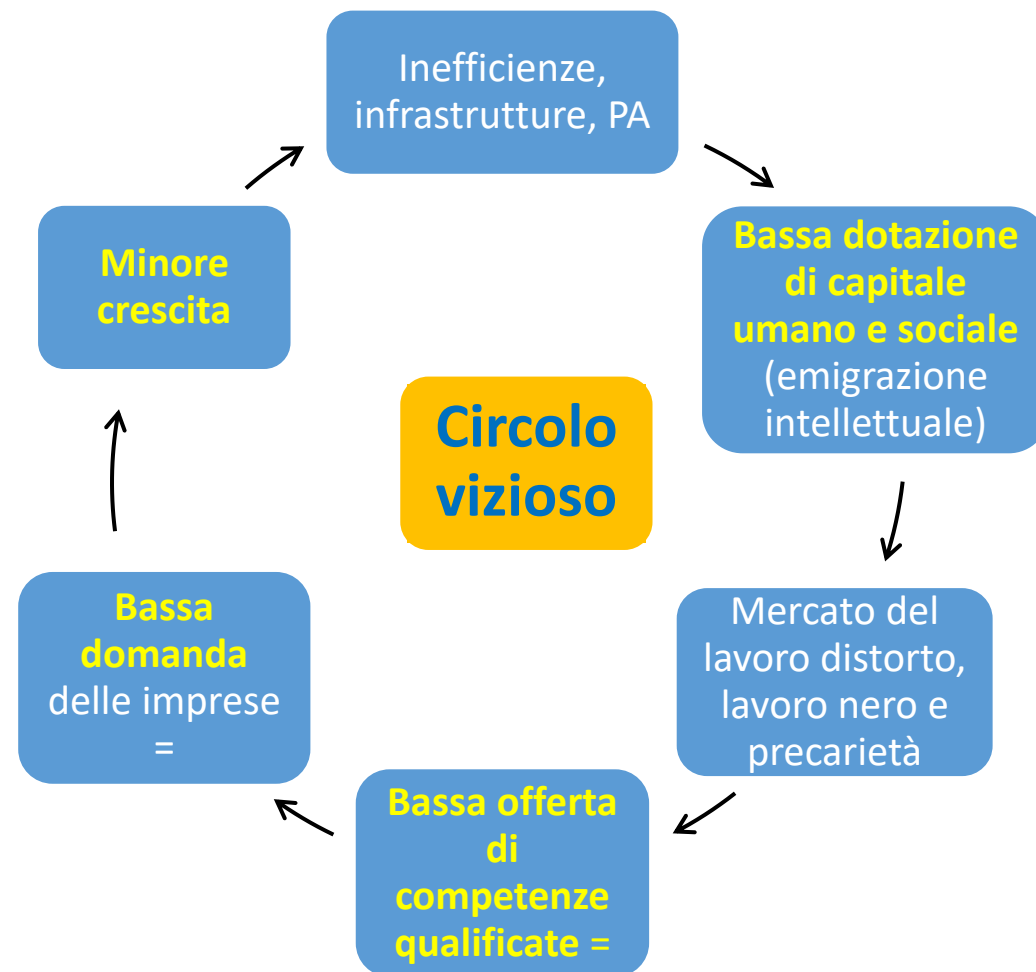 Inefficienze,
infrastrutture, PA
Bassa dotazione
di capitale
umano e sociale
(emigrazione
intellettuale)
Mercato del
lavoro distorto,
lavoro nero e
precarietà
Bassa offerta
di
competenze
qualificate =
Bassa
domanda
delle imprese
=
Minore
crescita
Circolo
vizioso